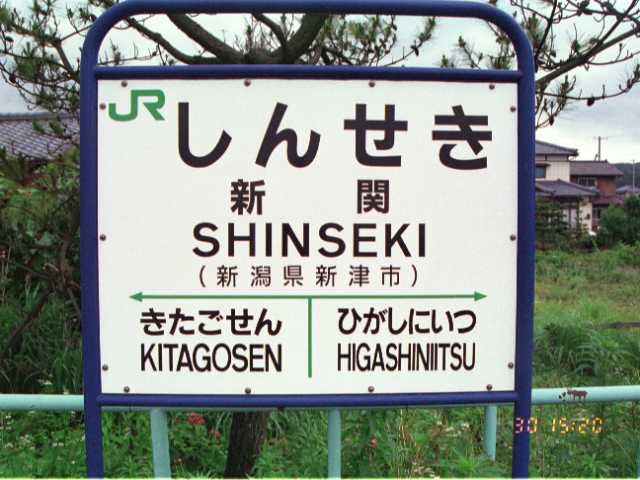 JR
しんせき
新関
SHINSEKI
(新潟県新津市)
きたごせん ひがしにいつ
KITAGOSEN HIGASHINIITSU
30 15:20